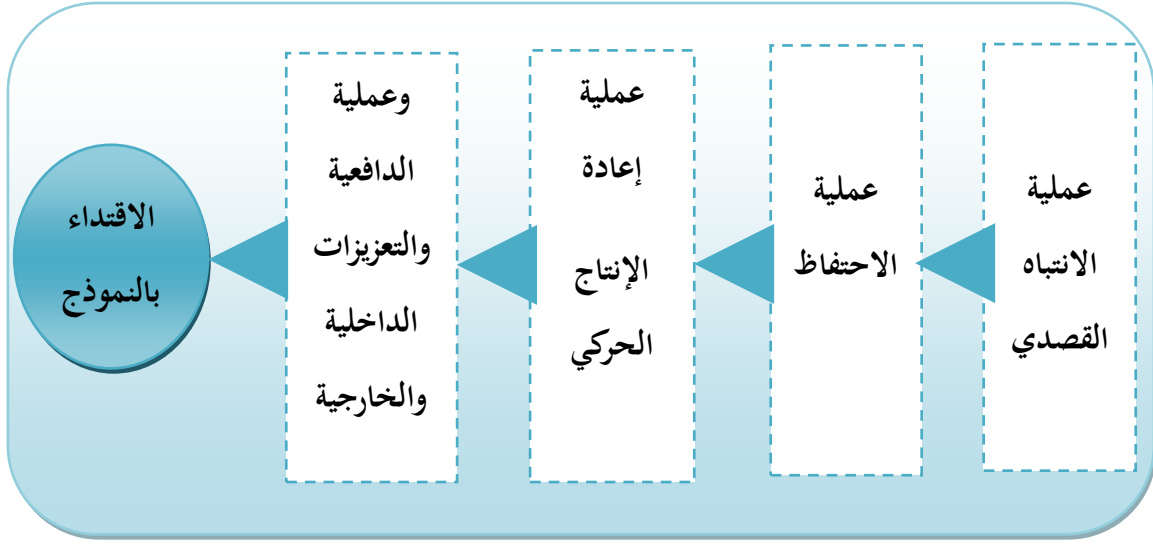 عملية
الانتباه
القصدي
عملية
الاحتفاظ
عملية
إعادة
الإنتاج
الحركي
وعملية
الدافعية
والتعزيزات
الداخلية
والخارجية
الاقتداء
بالنموذج